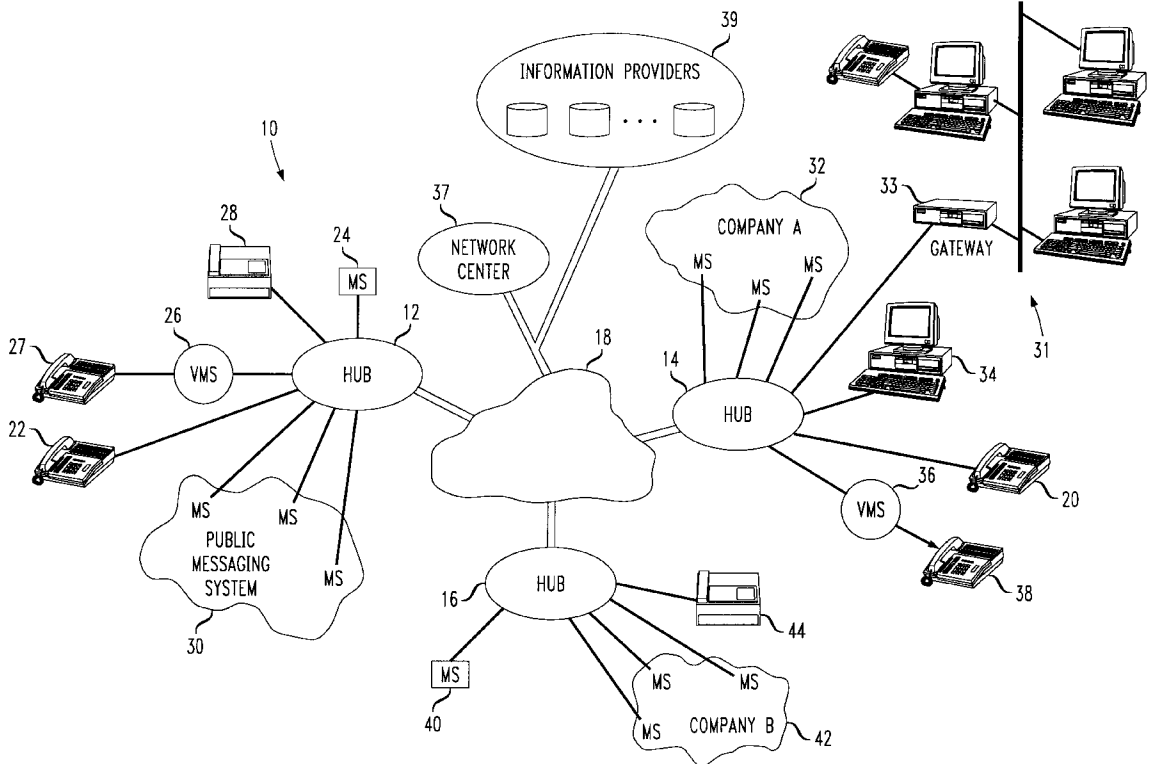 39
INFORMATION PROVIDERS
. . .
10
32
33
37
COMPANY A
28
24
NETWORK
CENTER
MS
MS
MS
GATEWAY
MS
26
12
18
31
27
14
VMS
HUB
34
HUB
22
36
MS
MS
VMS
20
PUBLIC
MESSAGING
SYSTEM
MS
HUB
16
38
30
44
MS
MS
MS
40
MS
COMPANY B
42